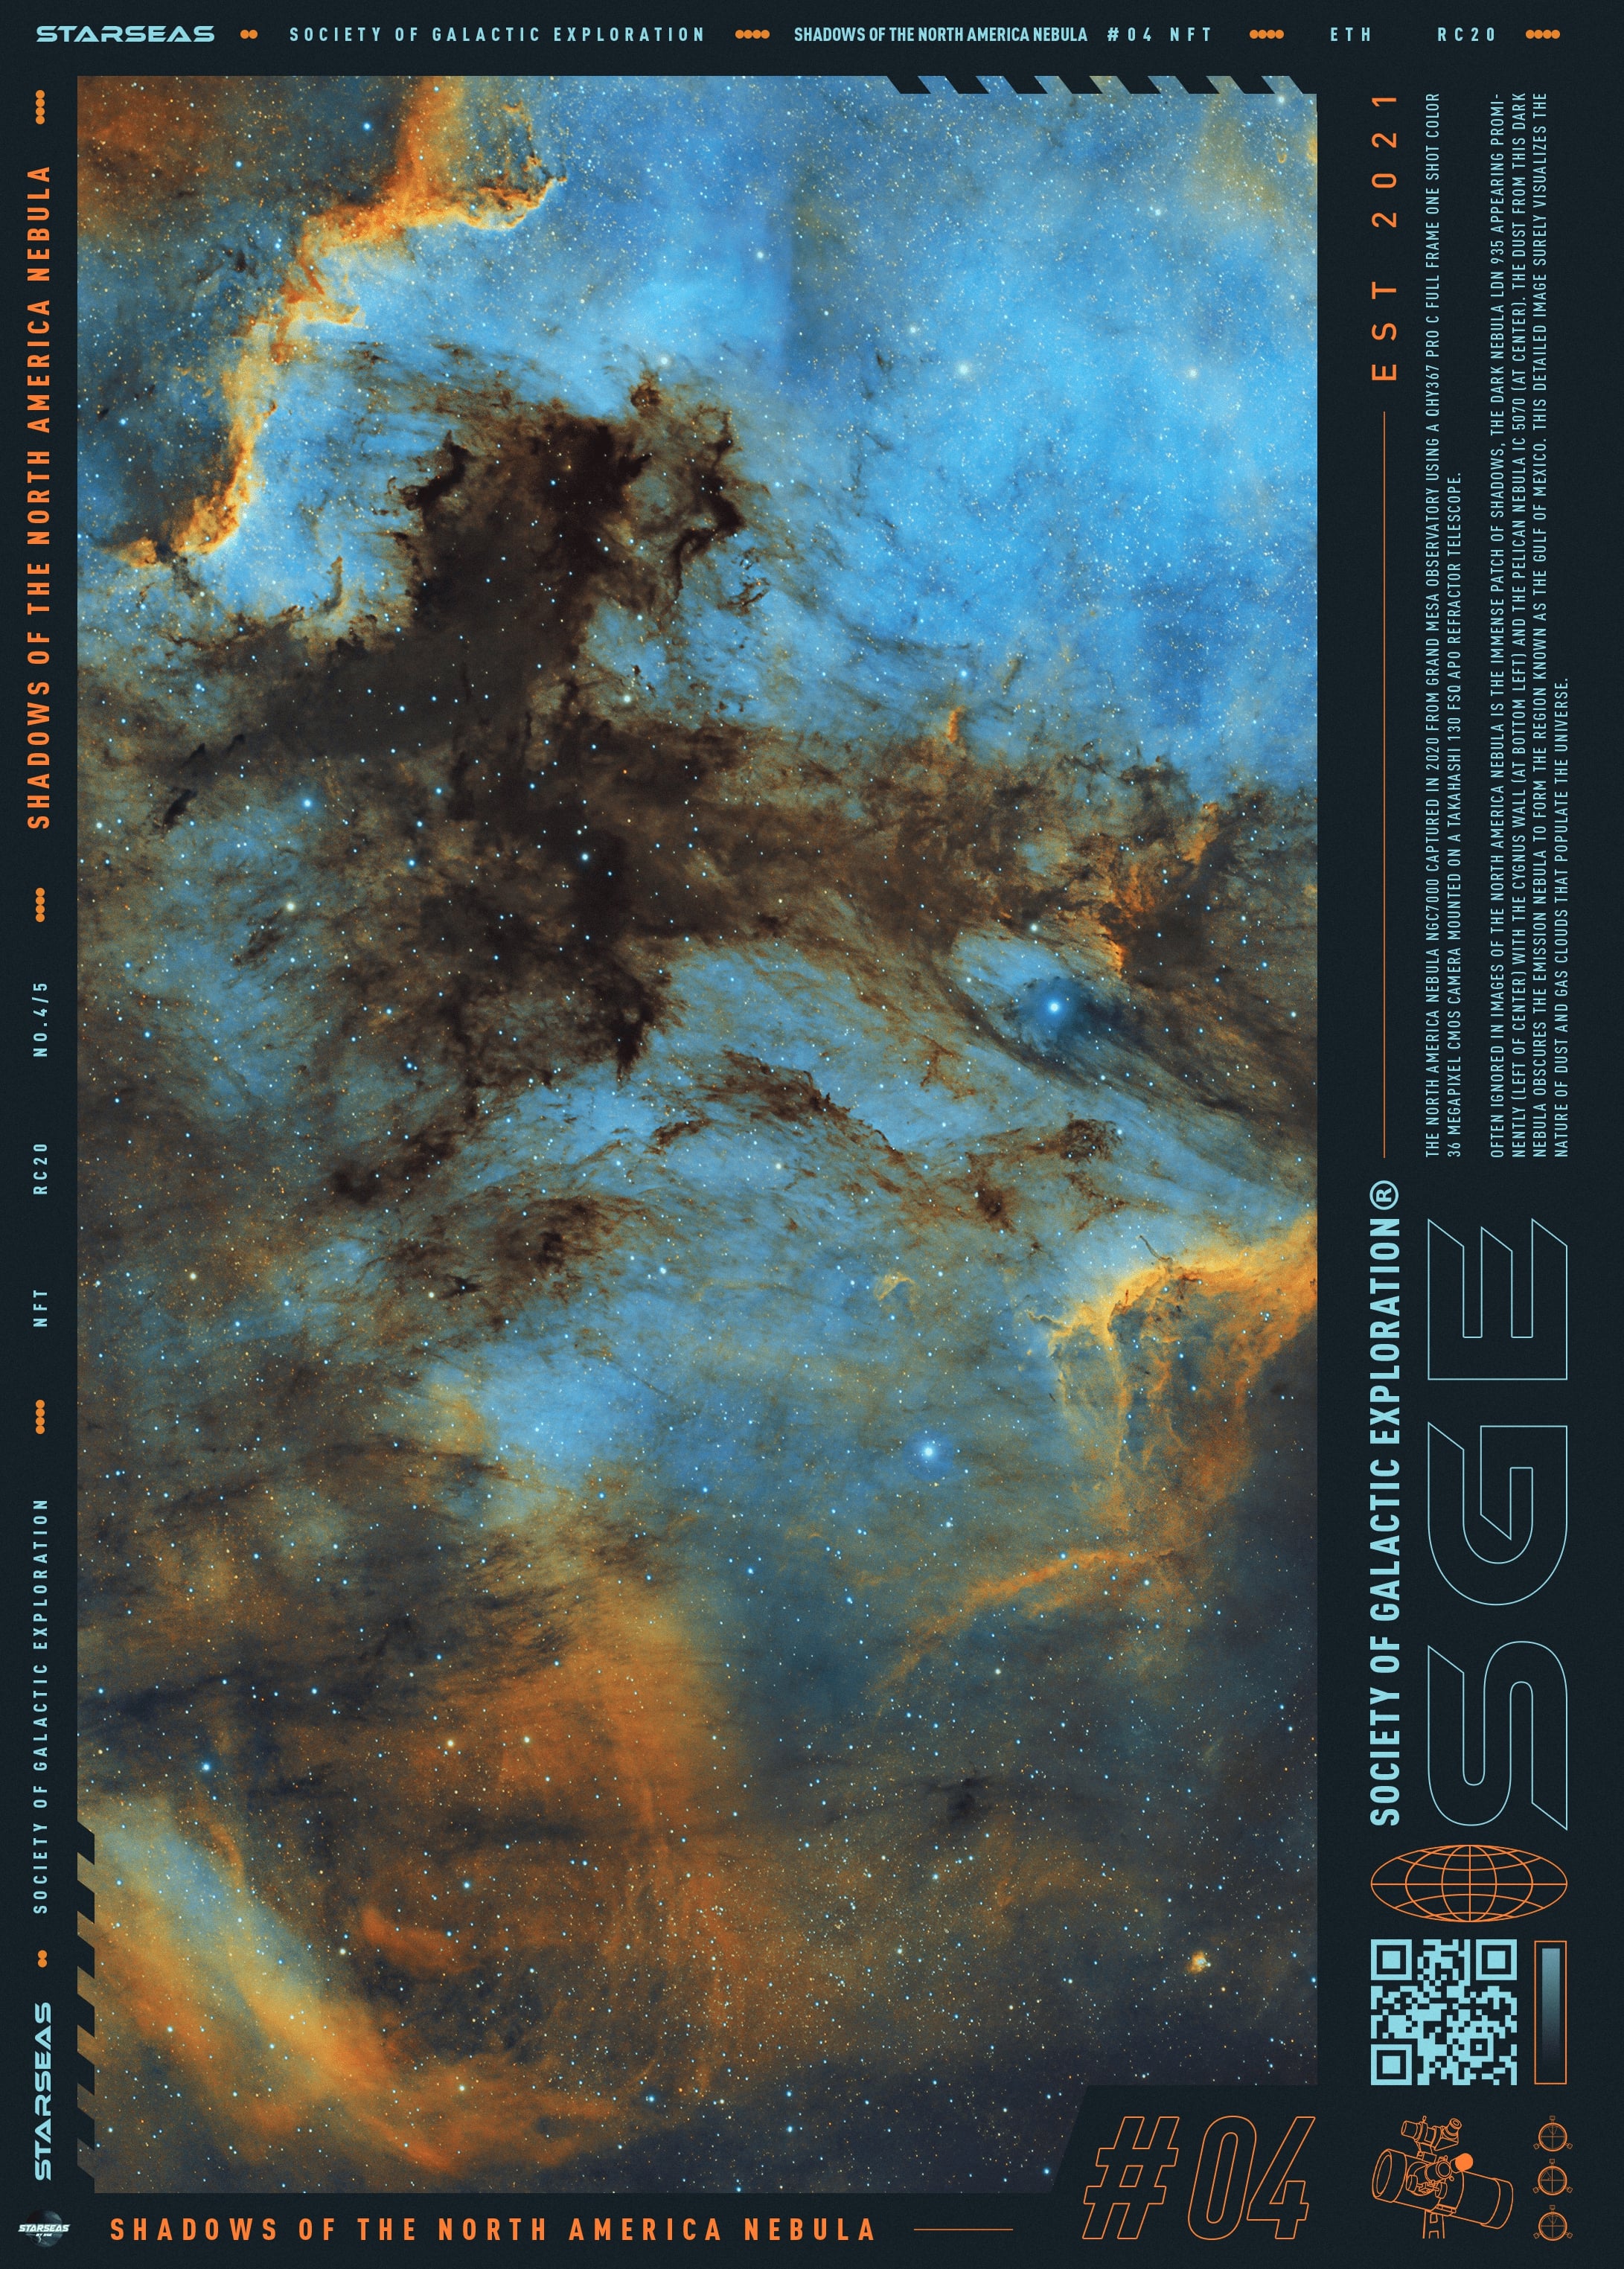 STARSEAS SOCIETY OF GALACTIC EXPLORATION SHADOWS OF THE NORTH AMERICA NEBULA #04 NFT ETH RC20
STARSEAS SOCIETY OF GALACTIC EXPLORATION NFT RC20 NO.4/5 SHADOWS OF THE NORTH AMERICA NEBULA
SOCIETY OF GALACTIC EXPLORATION® EST 2021
SGE
THE NORTH AMERICA NEBULA NGC7000 CAPTURED IN 2020 FROM GRAND MESA OBSERVATORY USING A QHY367 PRO C FULL FRAME ONE SHOT COLOR
36 MEGAPIXEL CMOS CAMERA MOUNTED ON A TAKAHASHI 130 FSQ APO REFRACTOR TELESCOPE.
OFTEN IGNORED IN IMAGES OF THE NORTH AMERICA NEBULA IS THE IMMENSE PATCH OF SHADOWS, THE DARK NEBULA LDN 935 APPEARING PROMI-
NENTLY (LEFT OF CENTER) WITH THE CYGNUS WALL (AT BOTTOM LEFT) AND THE PELICAN NEBULA IC 5070 (AT CENTER). THE DUST FROM THIS DARK
NEBULA OBSCURES THE EMISSION NEBULA TO FORM THE REGION KNOWN AS THE GULF OF MEXICO. THIS DETAILED IMAGE SURELY VISUALIZES THE
NATURE OF DUST AND GAS CLOUDS THAT POPULATE THE UNIVERSE.
STARSEAS
SHADOWS OF THE NORTH AMERICA NEBULA
#04